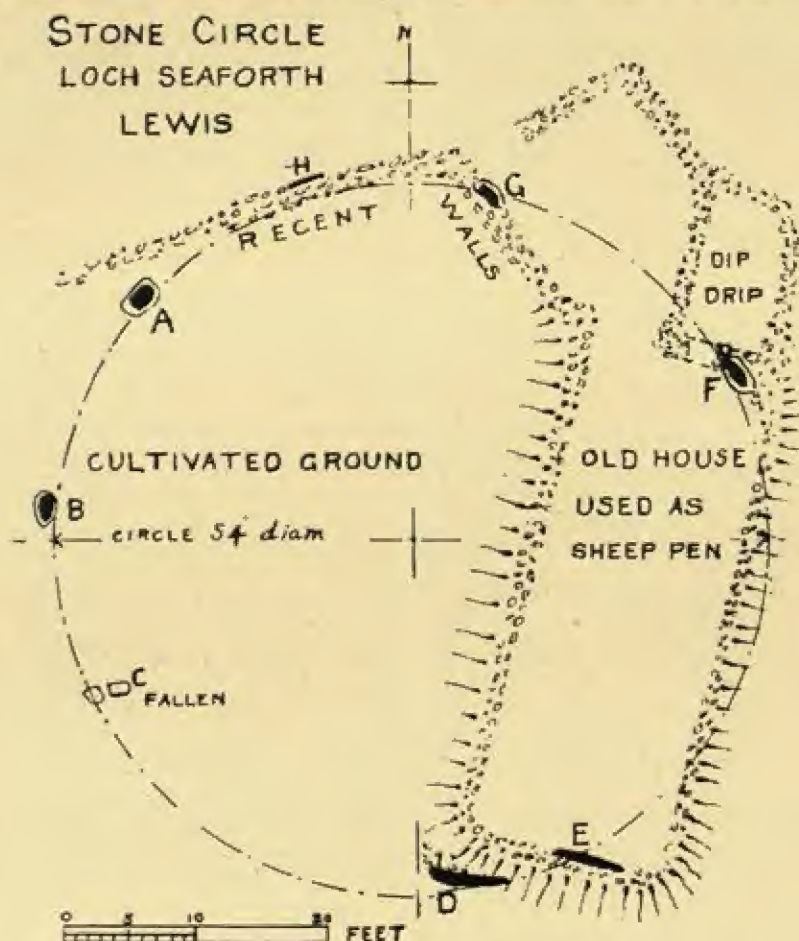 STONE CIRCLE
LOCH SEAFORTH
LEWIS
N
H
G
RECENT
WALLS
DIP
DRIP
A
F
CULTIVATED GROUND
OLD HOUSE
USED AS
SHEEP PEN
B
CIRCLE 54 diam
C
FALLEN
E
D
0 5 10 20
FEET